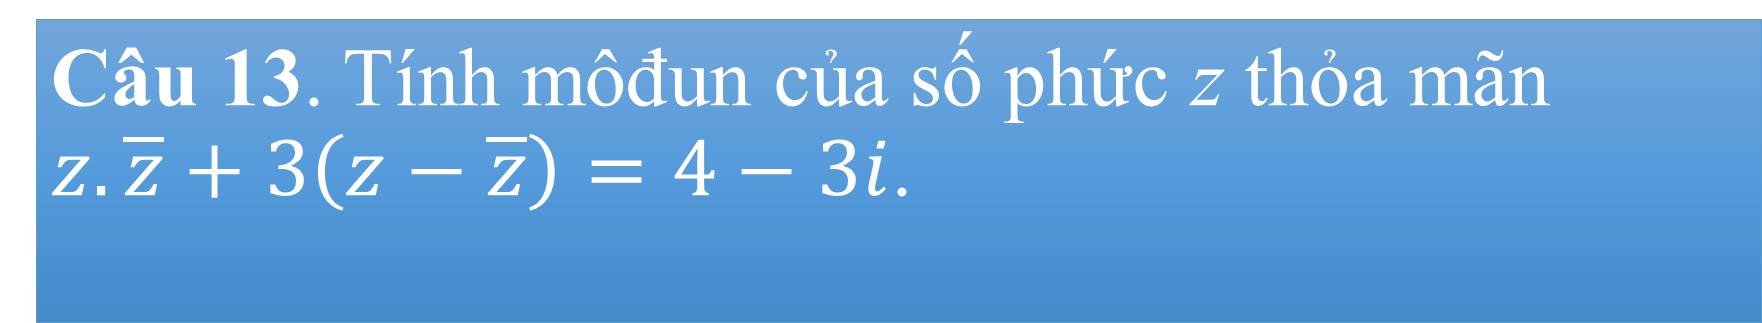 Câu 13. Tính môđun của số phức z thỏa mãn
z.z̅ + 3(z − z̅) = 4 − 3i.